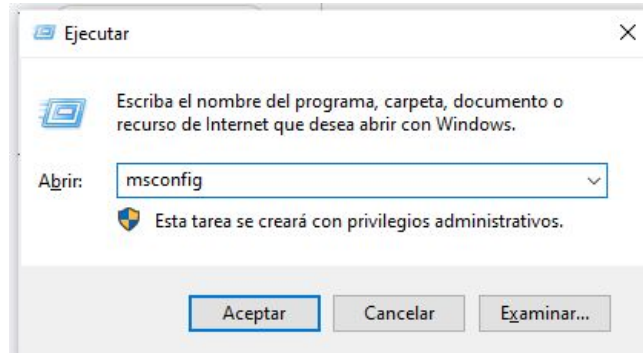 Ejecutar
Escriba el nombre del programa, carpeta, documento o
recurso de Internet que desea abrir con Windows.
Abrir: msconfig
Esta tarea se creará con privilegios administrativos.
Aceptar Cancelar Examinar...